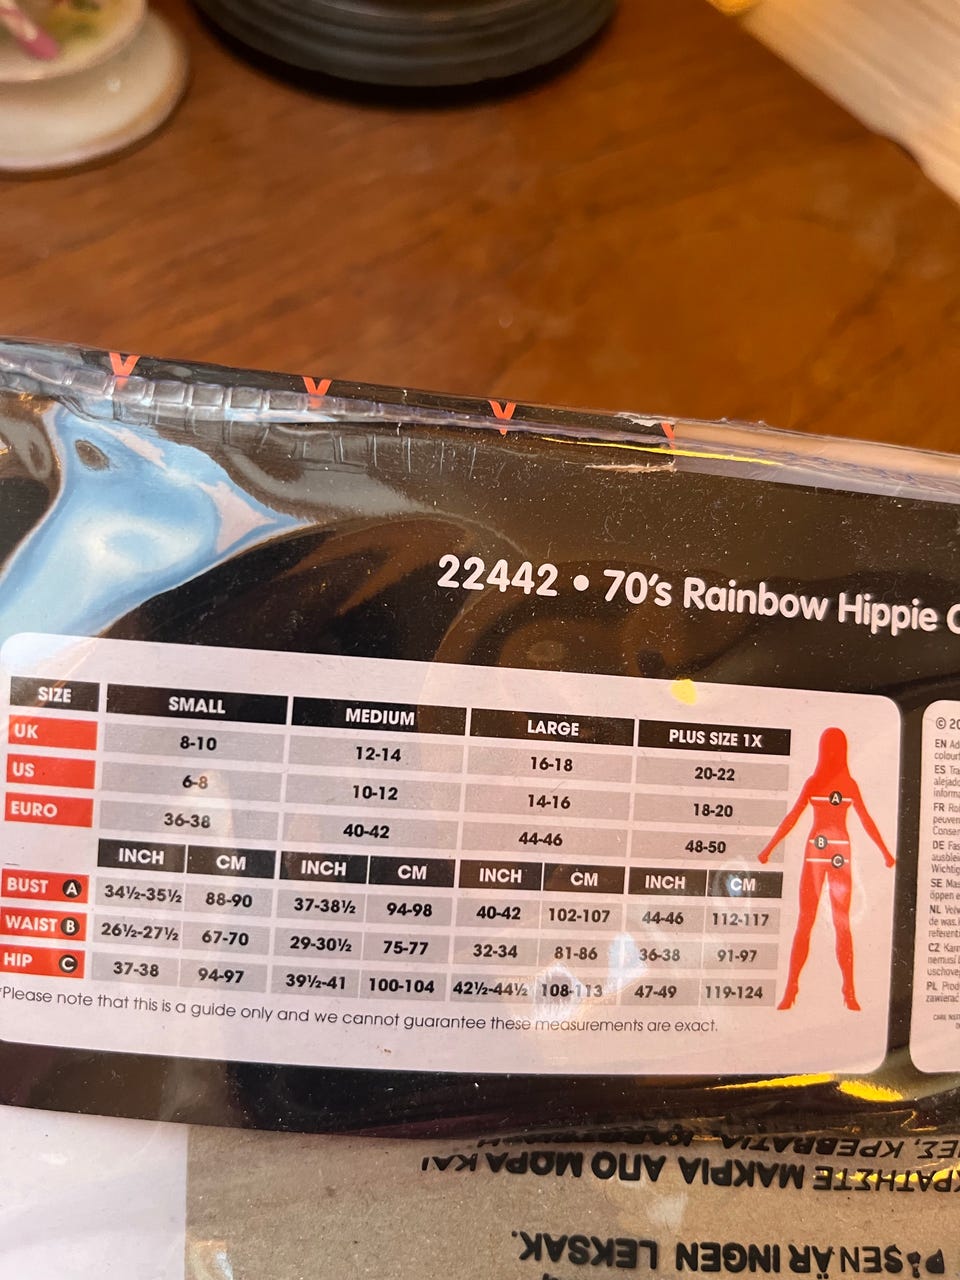 22442 • 70's Rainbow Hippie
SIZE SMALL MEDIUM LARGE PLUS SIZE 1X
UK 8-10 12-14 16-18 20-22
US 6-8 10-12 14-16 18-20
EURO 36-38 40-42 44-46 48-50
INCH CM INCH CM INCH CM INCH CM
BUST A 34½-35½ 88-90 37-38½ 94-98 40-42 102-107 44-46 112-117
WAIST B 26½-27½ 67-70 29-30½ 75-77 32-34 81-86 36-38 91-97
HIP C 37-38 94-97 39½-41 100-104 42½-44½ 108-113 47-49 119-124
*Please note that this is a guide only and we cannot guarantee these measurements are exact.
A
B
C
© 20
EN
ES
FR
DE
SE
NL
CZ
PL
ΜΑΚΡΙΑ ΑΠΟ ΜΩΡΑ ΚΑΙ
ÄR INGEN LEKSAK.